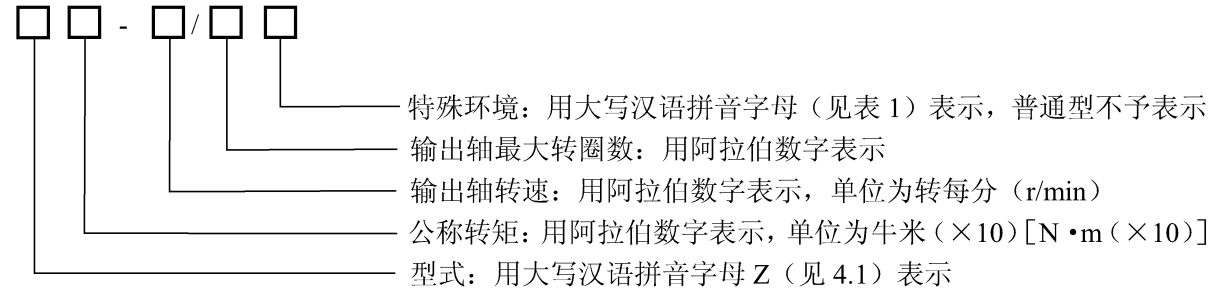 □ □ - □ / □ □
特殊环境：用大写汉语拼音字母（见表 1）表示，普通型不予表示
输出轴最大转圈数：用阿拉伯数字表示
输出轴转速：用阿拉伯数字表示，单位为转每分（r/min）
公称转矩：用阿拉伯数字表示，单位为牛米（×10）[N•m（×10）]
型式：用大写汉语拼音字母 Z（见 4.1）表示